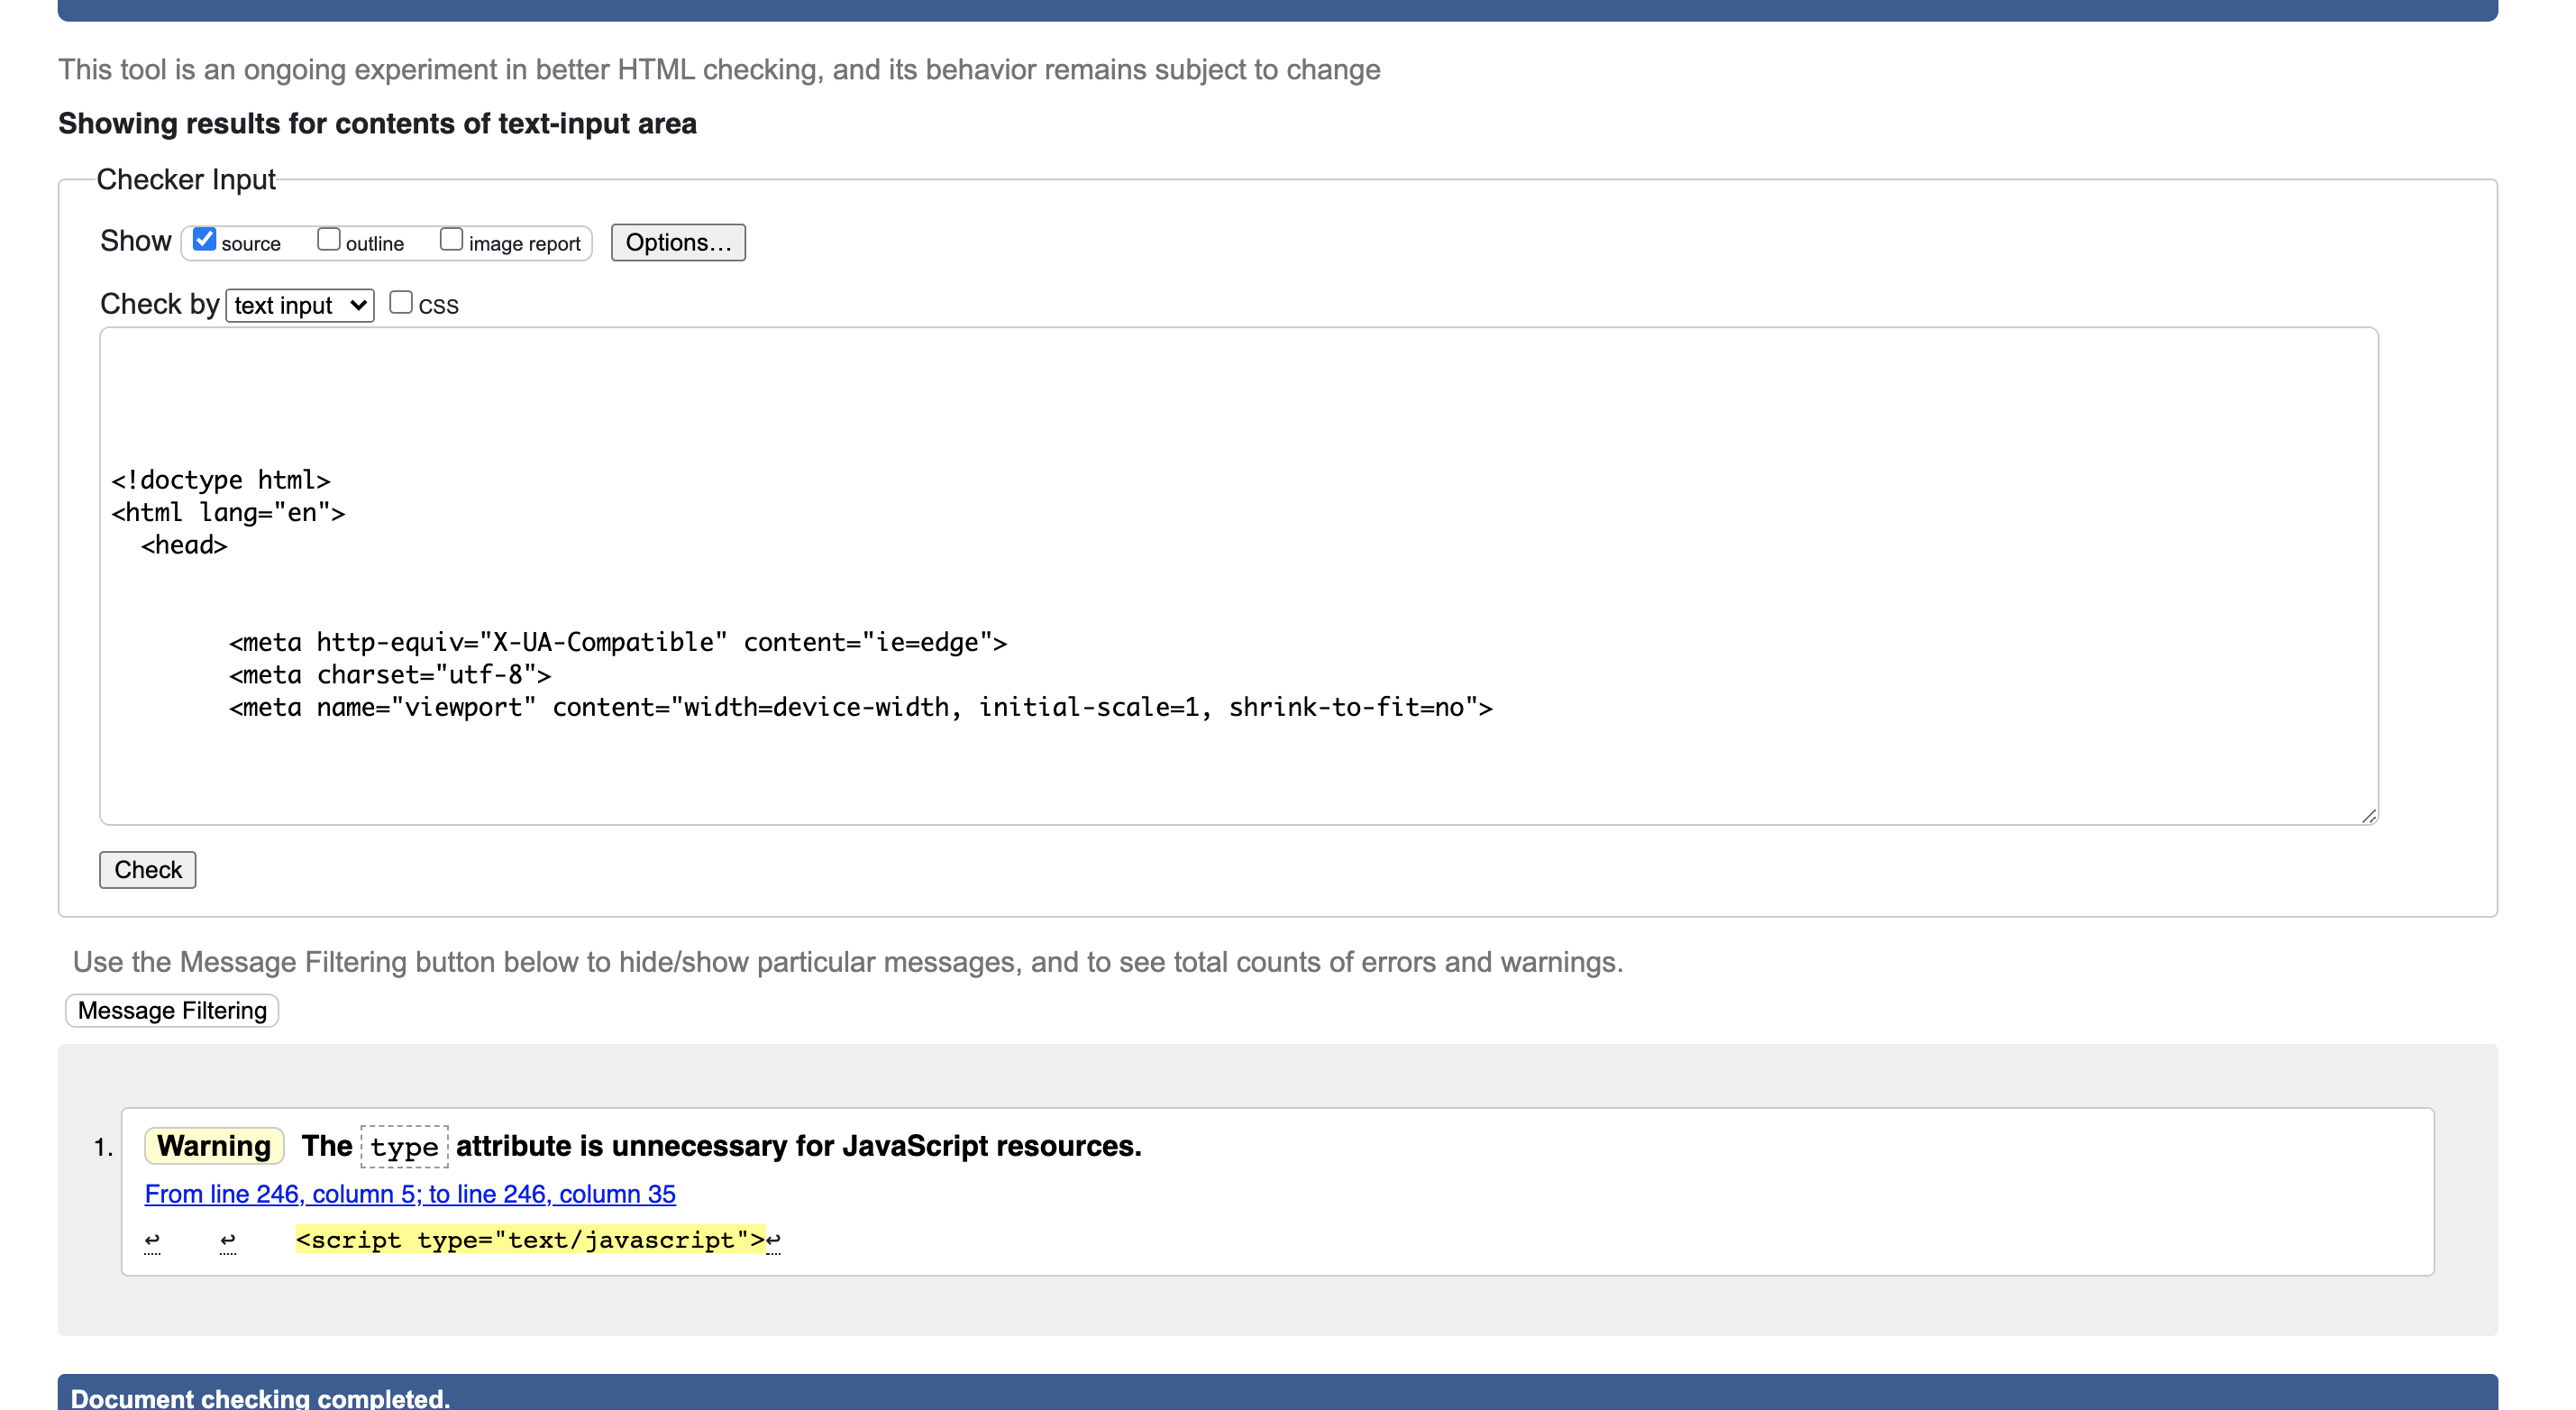 This tool is an ongoing experiment in better HTML checking, and its behavior remains subject to change
Showing results for contents of text-input area
Checker Input
Show source outline image report Options...
Check by text input css
<!doctype html>
<html lang="en">
  <head>
        <meta http-equiv="X-UA-Compatible" content="ie=edge">
        <meta charset="utf-8">
        <meta name="viewport" content="width=device-width, initial-scale=1, shrink-to-fit=no">
Check
Use the Message Filtering button below to hide/show particular messages, and to see total counts of errors and warnings.
Message Filtering
1. Warning The type attribute is unnecessary for JavaScript resources.
From line 246, column 5; to line 246, column 35
↩ ↩ <script type="text/javascript">↩
Document checking completed.